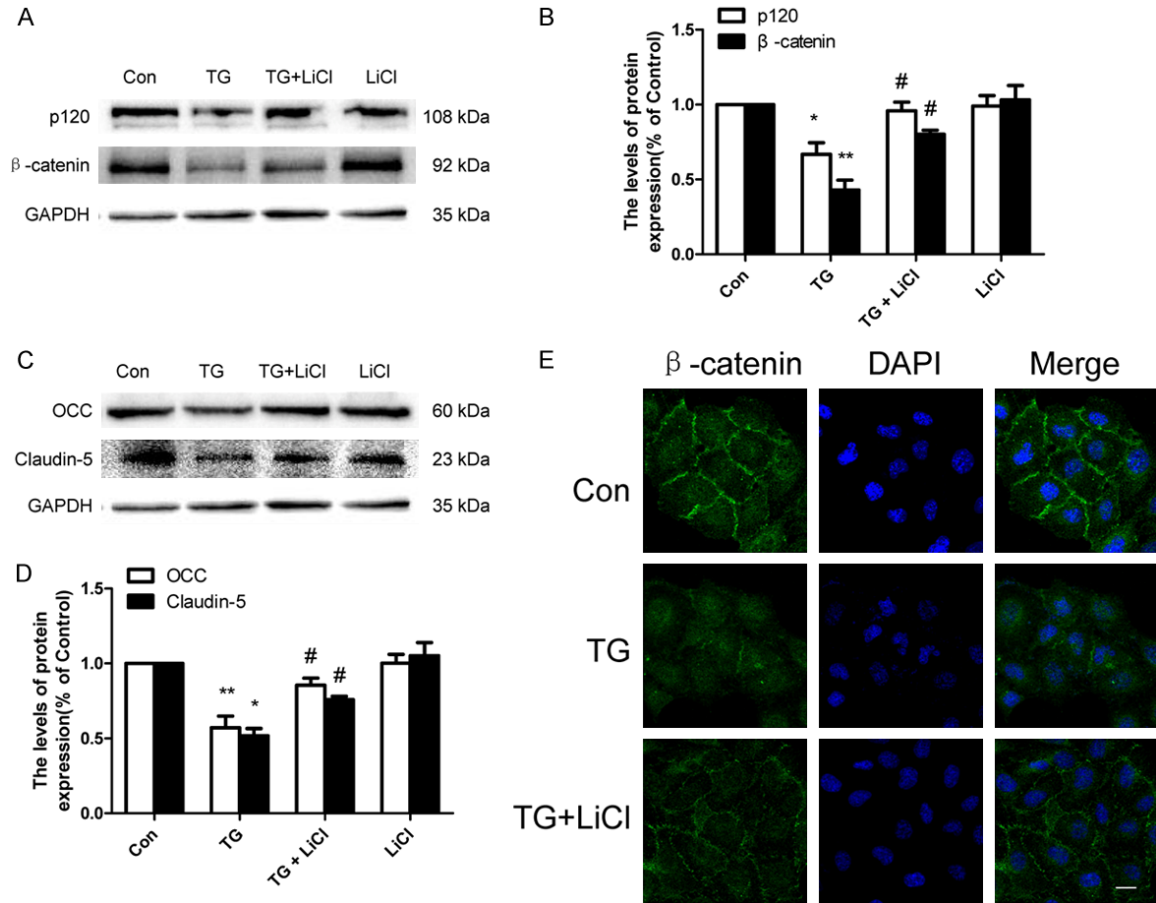 A
Con TG TG+LiCl LiCl
p120 108 kDa
β-catenin 92 kDa
GAPDH 35 kDa
B
p120
β-catenin
The levels of protein
expression(% of Control)
1.5
1.0
0.5
0.0
# #
* **
Con TG TG + LiCl LiCl
C
Con TG TG+LiCl LiCl
OCC 60 kDa
Claudin-5 23 kDa
GAPDH 35 kDa
D
OCC
Claudin-5
The levels of protein
expression(% of Control)
1.5
1.0
0.5
0.0
# #
** *
Con TG TG + LiCl LiCl
E
β-catenin DAPI Merge
Con
TG
TG+LiCl